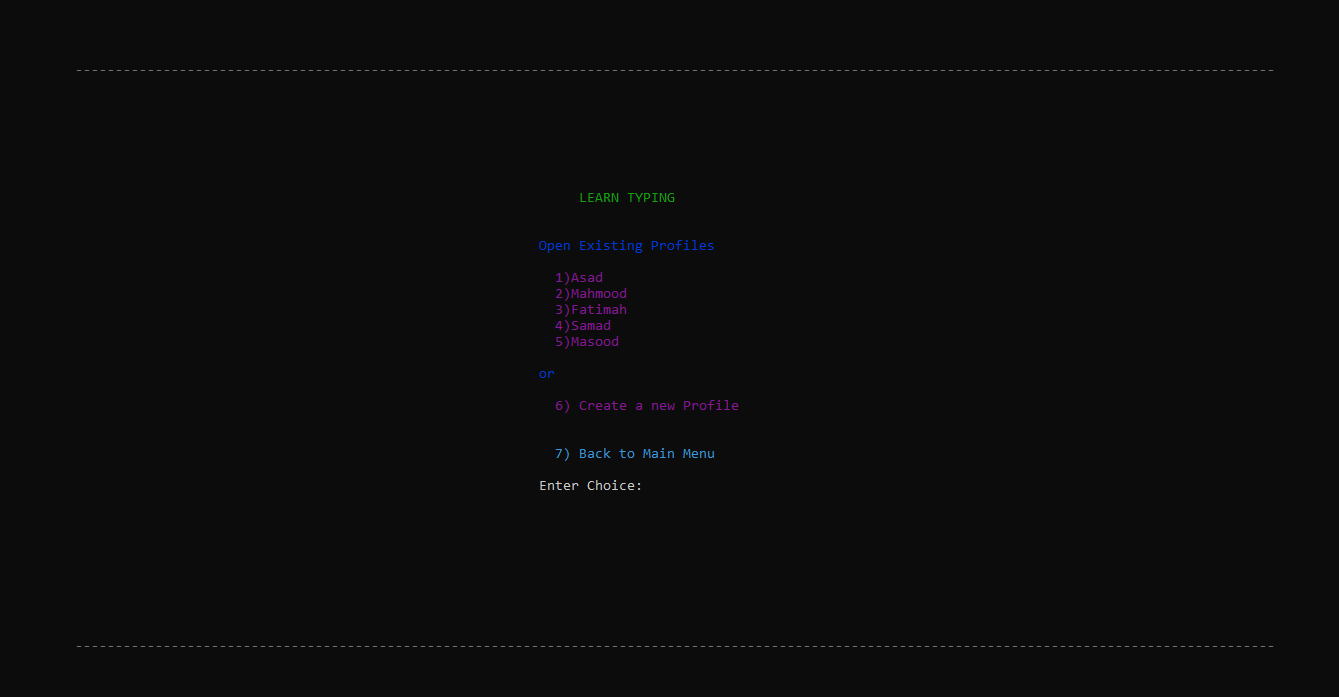 LEARN TYPING
Open Existing Profiles
1)Asad
2)Mahmood
3)Fatimah
4)Samad
5)Masood
or
6) Create a new Profile
7) Back to Main Menu
Enter Choice: